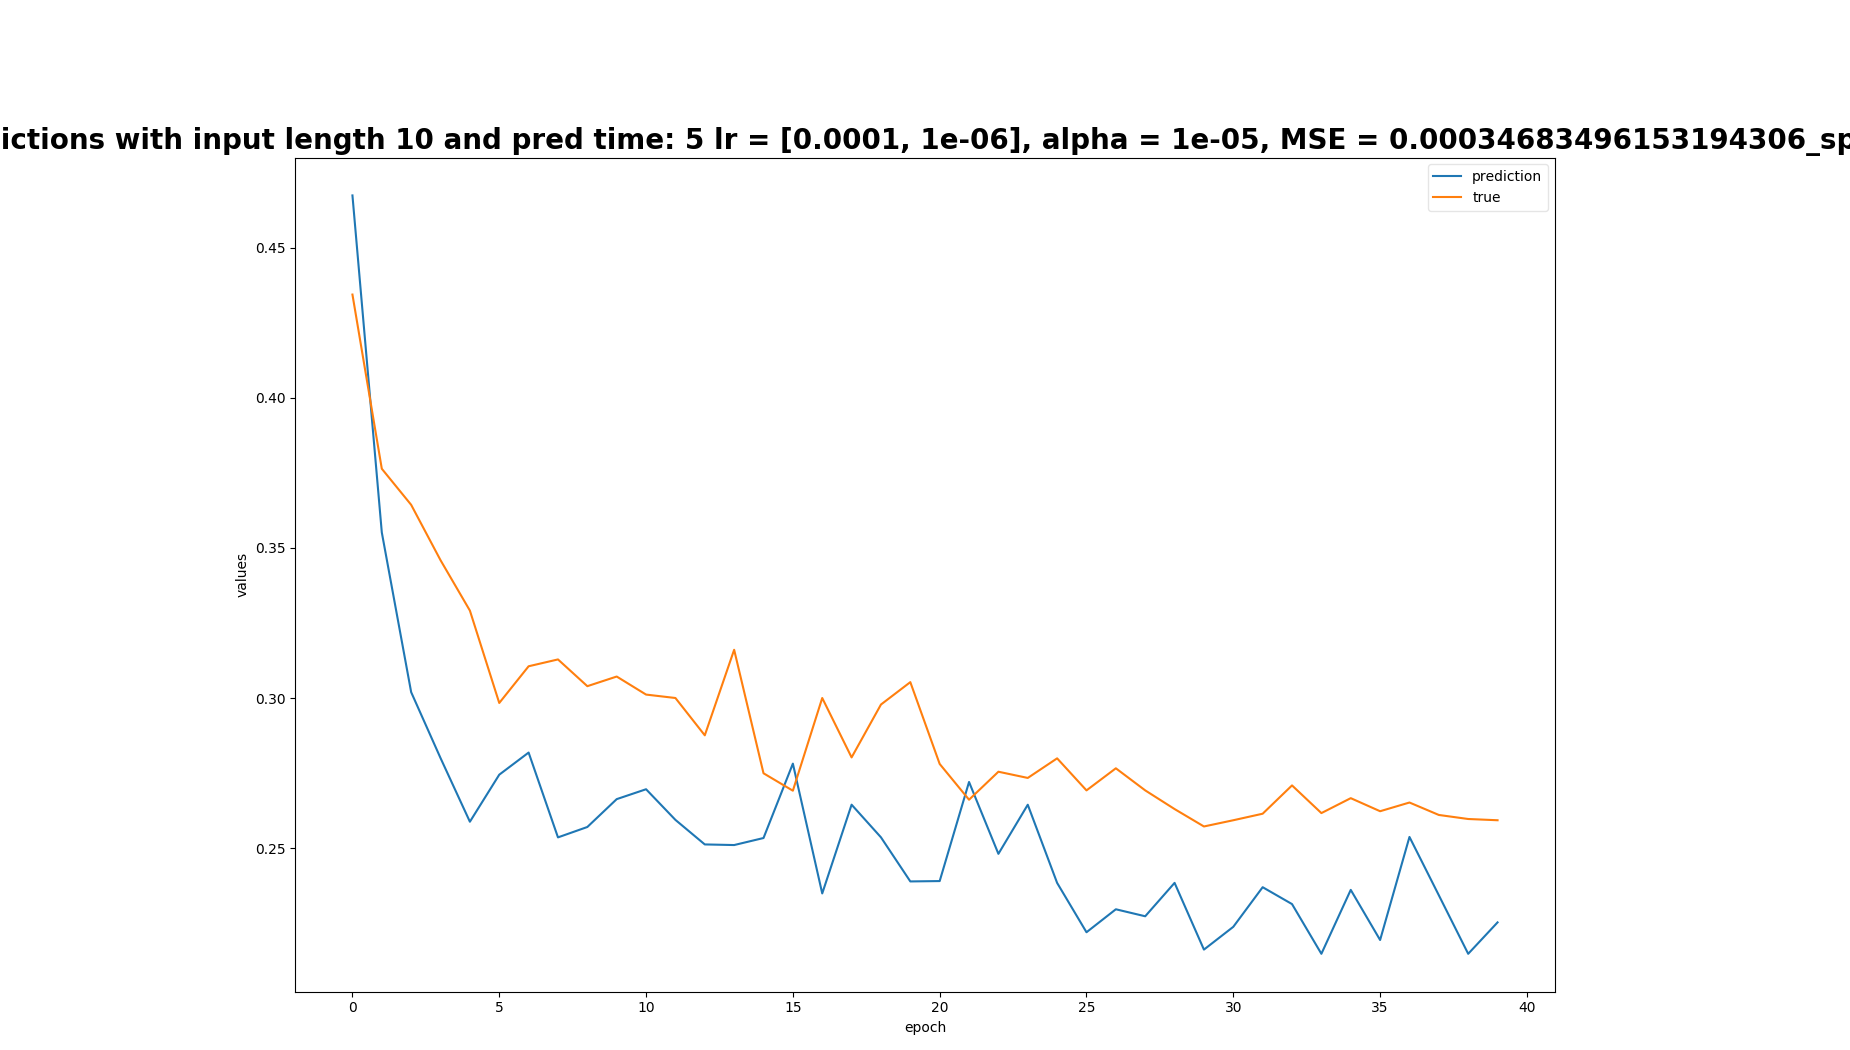 ictions with input length 10 and pred time: 5 lr = [0.0001, 1e-06], alpha = 1e-05, MSE = 0.00034683496153194306_sp
prediction
true
0.45
0.40
0.35
0.30
0.25
values
0 5 10 15 20 25 30 35 40
epoch